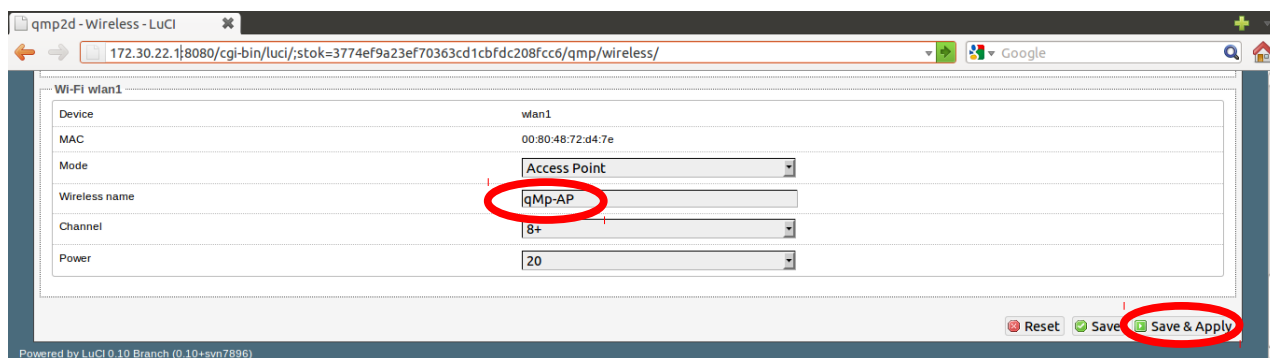 qmp2d - Wireless - LuCI
172.30.22.1:8080/cgi-bin/luci/;stok=3774ef9a23ef70363cd1cbfdc208fcc6/qmp/wireless/ Google
Wi-Fi wlan1
Device wlan1
MAC 00:80:48:72:d4:7e
Mode Access Point
Wireless name qMp-AP
Channel 8+
Power 20
Reset Save Save & Apply
Powered by LuCI 0.10 Branch (0.10+svn7896)